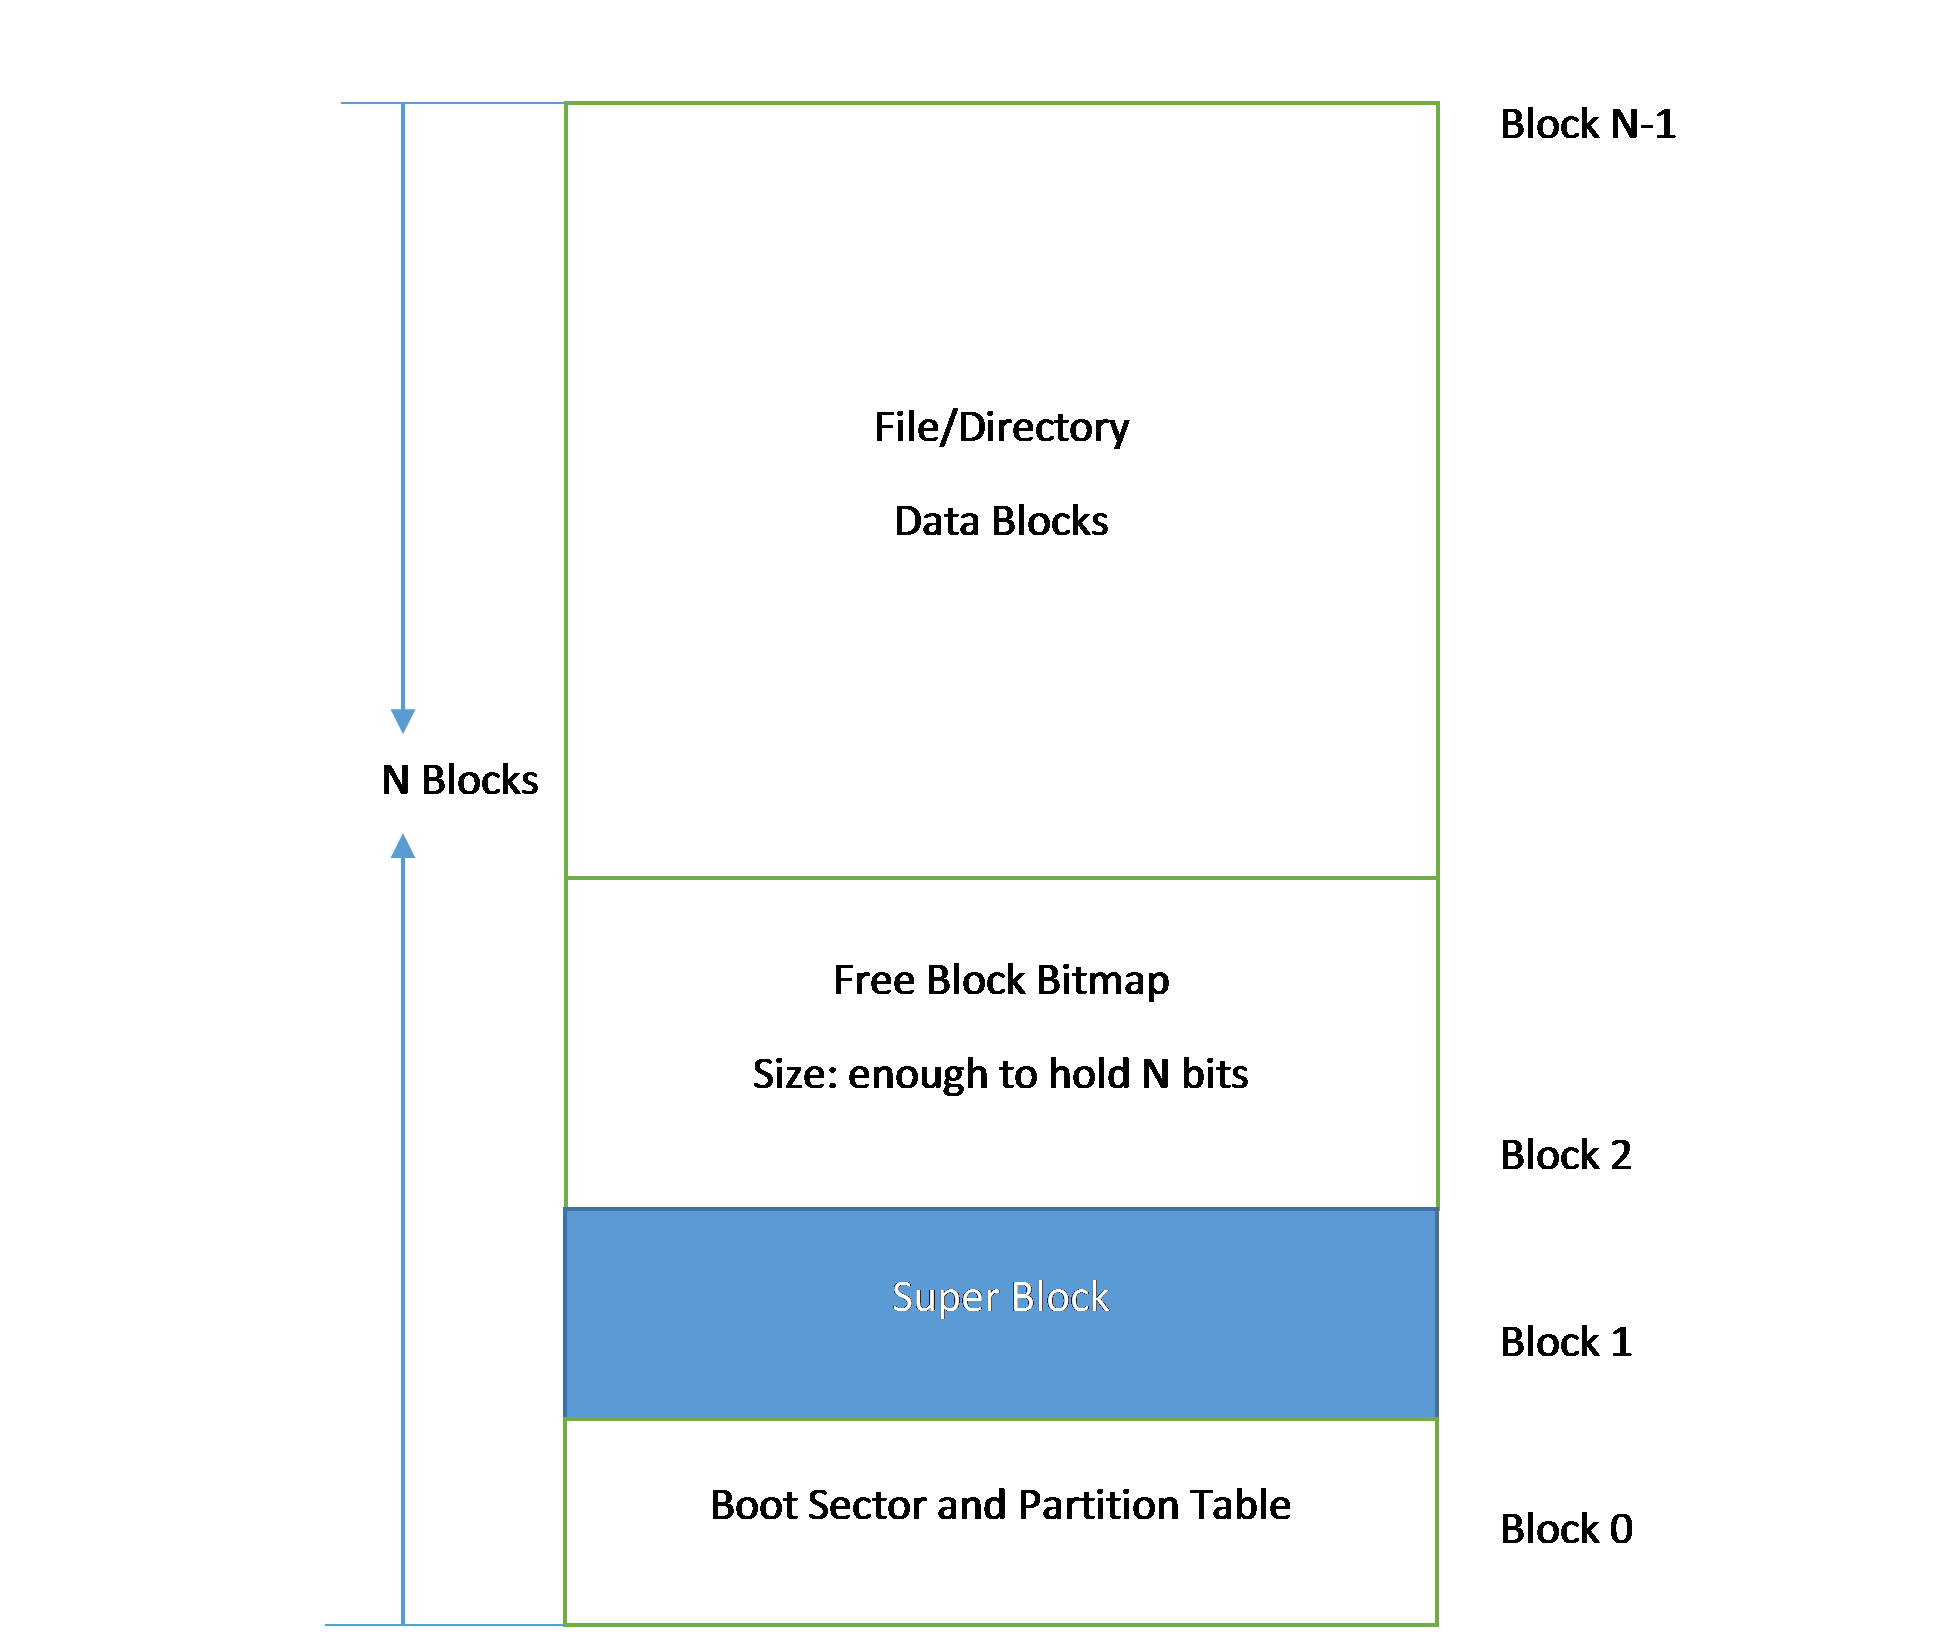 Block N-1
File/Directory
Data Blocks
N Blocks
Free Block Bitmap
Size: enough to hold N bits
Block 2
Super Block
Block 1
Boot Sector and Partition Table
Block 0